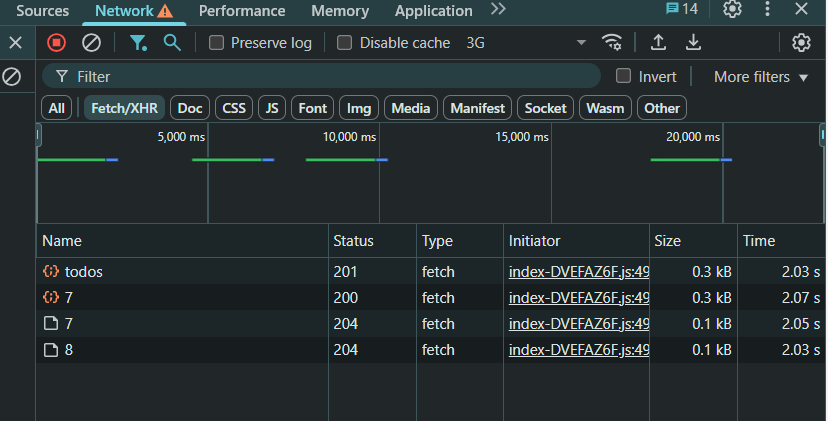 Sources Network Performance Memory Application 14
Preserve log Disable cache 3G
Filter Invert More filters
All Fetch/XHR Doc CSS JS Font Img Media Manifest Socket Wasm Other
5,000 ms 10,000 ms 15,000 ms 20,000 ms
Name Status Type Initiator Size Time
todos 201 fetch index-DVEFAZ6F.js:49 0.3 kB 2.03 s
7 200 fetch index-DVEFAZ6F.js:49 0.3 kB 2.07 s
7 204 fetch index-DVEFAZ6F.js:49 0.1 kB 2.05 s
8 204 fetch index-DVEFAZ6F.js:49 0.1 kB 2.03 s